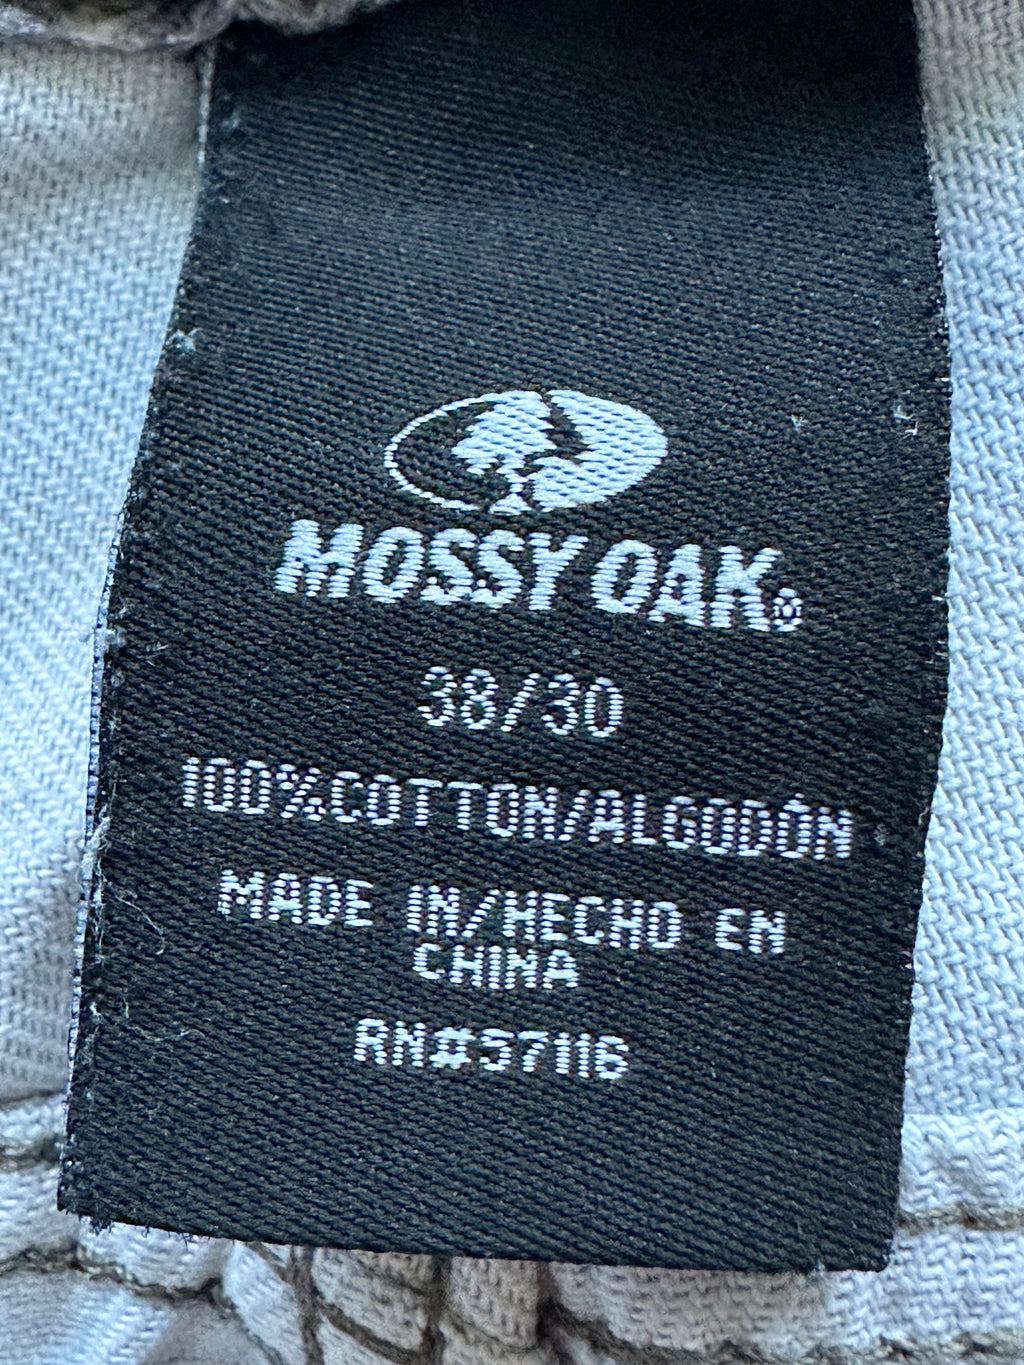 MOSSY OAK®
38/30
100%COTTON/ALGODÓN
MADE IN/HECHO EN
CHINA
RN#57116